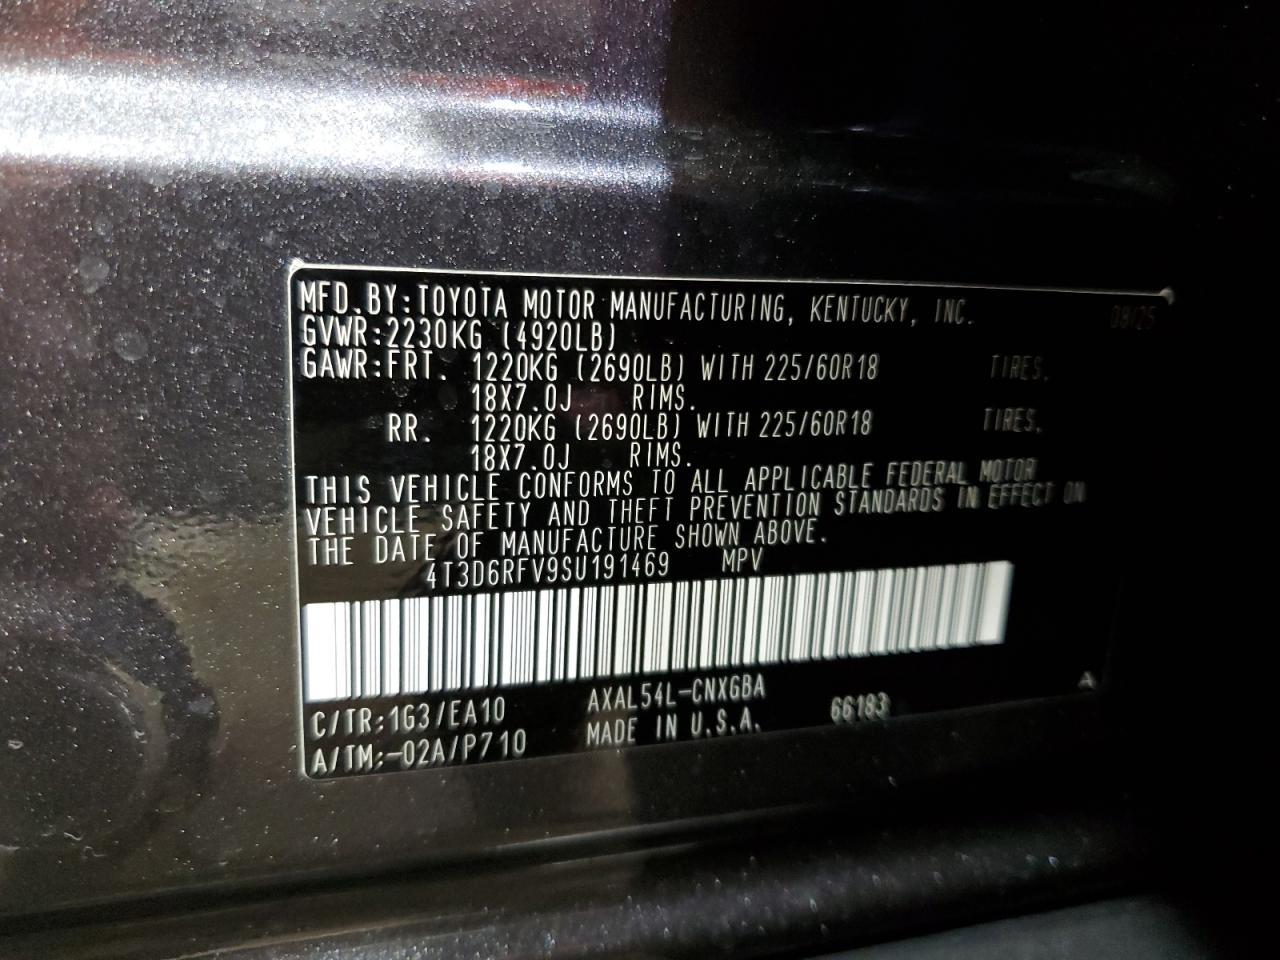 MFD.BY:TOYOTA MOTOR MANUFACTURING, KENTUCKY, INC. 08/25
GVWR:2230KG (4920LB)
GAWR:FRT. 1220KG (2690LB) WITH 225/60R18 TIRES,
18X7.0J RIMS.
RR. 1220KG (2690LB) WITH 225/60R18 TIRES,
18X7.0J RIMS.
THIS VEHICLE CONFORMS TO ALL APPLICABLE FEDERAL MOTOR
VEHICLE SAFETY AND THEFT PREVENTION STANDARDS IN EFFECT ON
THE DATE OF MANUFACTURE SHOWN ABOVE.
4T3D6RFV9SU191469 MPV
C/TR:1G3/EA10 AXAL54L-CNXGBA A
A/TM:-02A/P710 MADE IN U.S.A. 66183